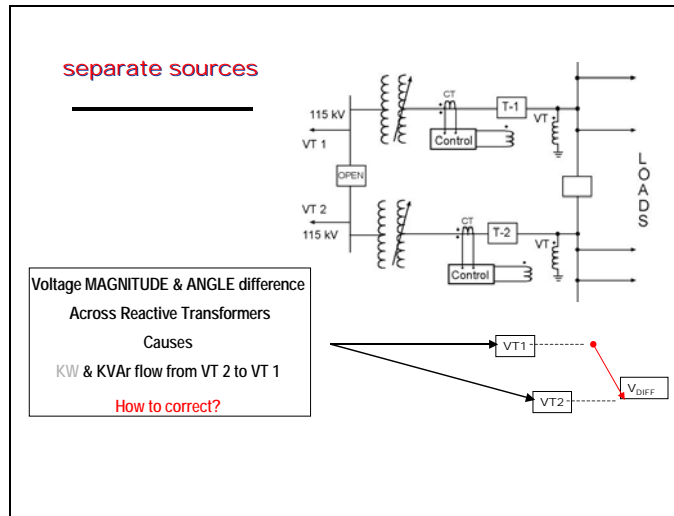 separate sources
115 kV
VT 1
OPEN
VT 2
115 kV
CT
T-1
VT
Control
CT
T-2
VT
Control
L
O
A
D
S
Voltage MAGNITUDE & ANGLE difference
Across Reactive Transformers
Causes
KW & KVAr flow from VT 2 to VT 1
How to correct?
VT1
VT2
VDIFF